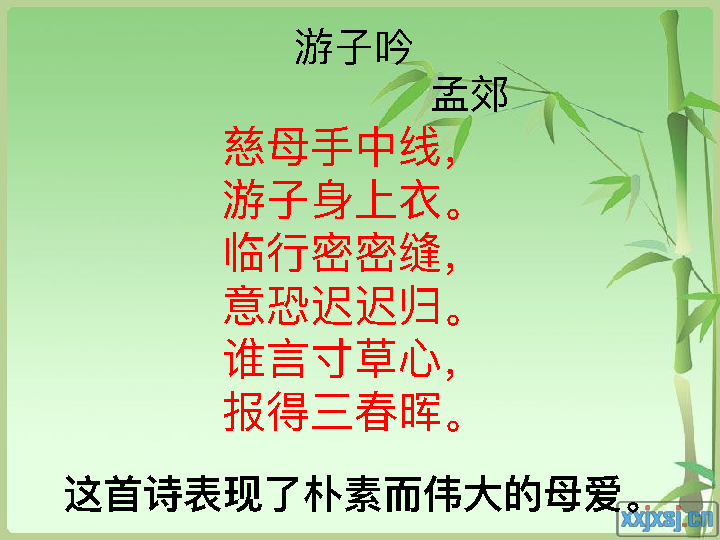 游子吟
孟郊
慈母手中线，
游子身上衣。
临行密密缝，
意恐迟迟归。
谁言寸草心，
报得三春晖。
这首诗表现了朴素而伟大的母爱。
xxjxsj.cn